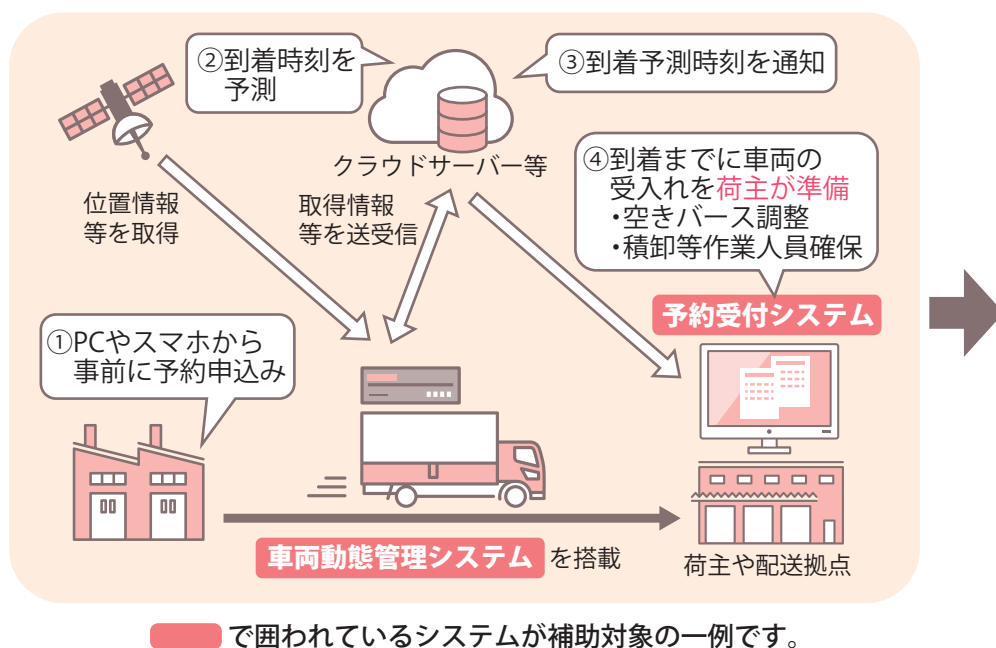 ②到着時刻を
予測
③到着予測時刻を通知
クラウドサーバー等
④到着までに車両の
受入れを荷主が準備
・空きバース調整
・積卸等作業人員確保
位置情報
等を取得
取得情報
等を送受信
予約受付システム
①PCやスマホから
事前に予約申込み
車両動態管理システム を搭載
荷主や配送拠点
で囲われているシステムが補助対象の一例です。